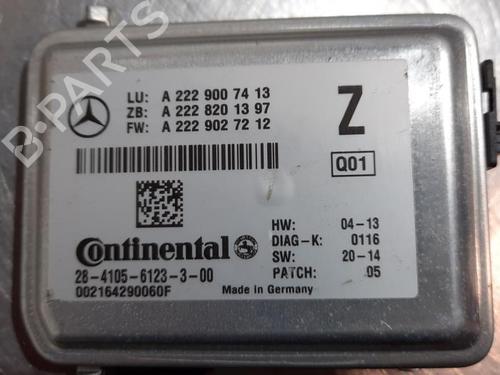 B-PARTS
LU: A 222 900 74 13
ZB: A 222 820 13 97
FW: A 222 902 72 12
Z
Q01
Continental
28-4105-6123-3-00
002164290060F
HW: 04-13
DIAG-K: 0116
SW: 20-14
PATCH: 05
Made in Germany